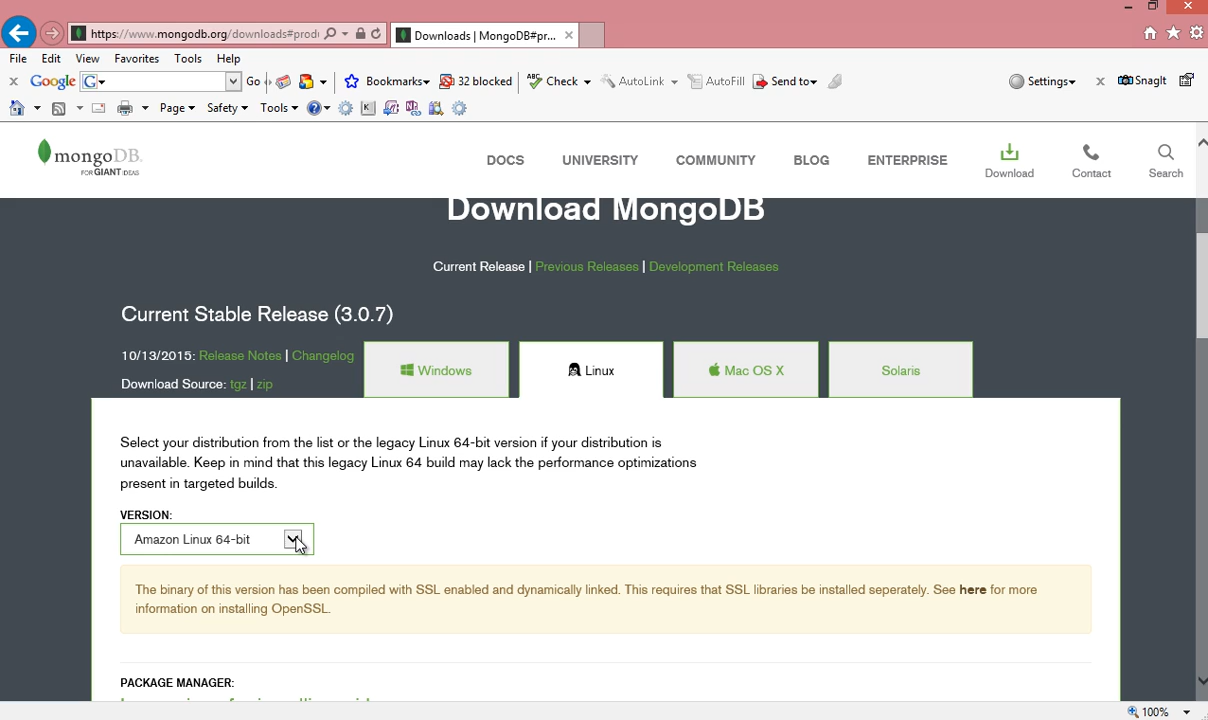 https://www.mongodb.org/downloads#produ
Downloads | MongoDB#pr...
File Edit View Favorites Tools Help
Google G Go 32 blocked Bookmarks Check AutoLink AutoFill Send to Settings SnagIt
Page Safety Tools
mongoDB.
FOR GIANT IDEAS
DOCS UNIVERSITY COMMUNITY BLOG ENTERPRISE Download Contact Search
Download MongoDB
Current Release | Previous Releases | Development Releases
Current Stable Release (3.0.7)
10/13/2015: Release Notes | Changelog
Download Source: tgz | zip
Windows Linux Mac OS X Solaris
Select your distribution from the list or the legacy Linux 64-bit version if your distribution is
unavailable. Keep in mind that this legacy Linux 64 build may lack the performance optimizations
present in targeted builds.
VERSION:
Amazon Linux 64-bit
The binary of this version has been compiled with SSL enabled and dynamically linked. This requires that SSL libraries be installed seperately. See here for more
information on installing OpenSSL.
PACKAGE MANAGER:
100%